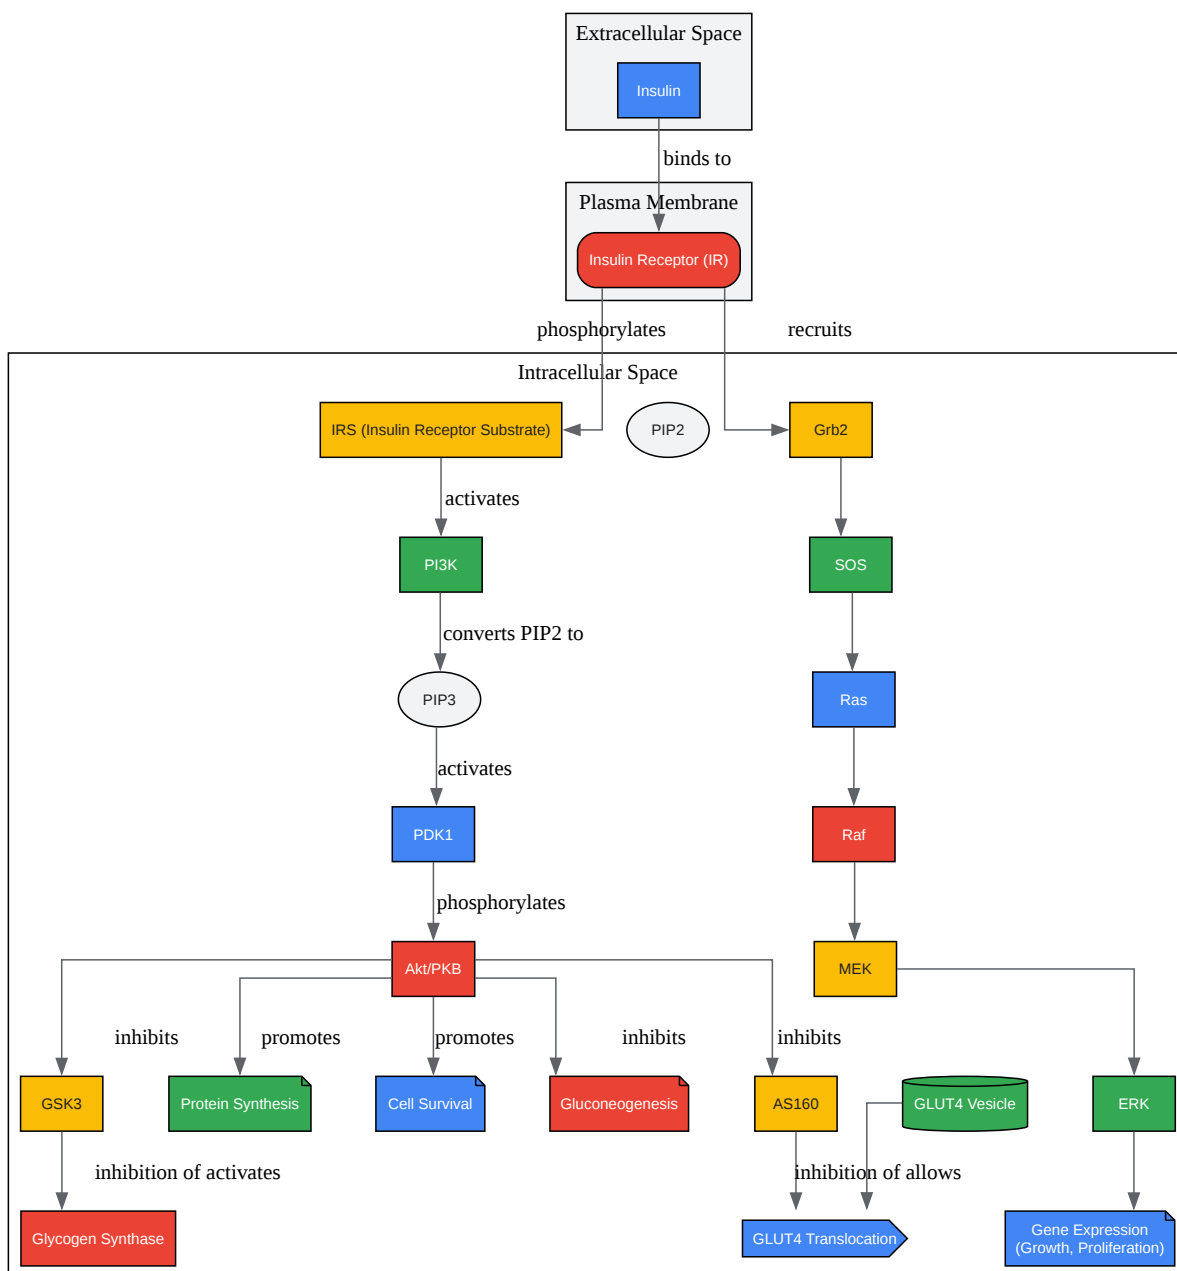 Extracellular Space
Insulin
binds to
Plasma Membrane
Insulin Receptor (IR)
phosphorylates
recruits
Intracellular Space
IRS (Insulin Receptor Substrate)
PIP2
Grb2
activates
PI3K
SOS
converts PIP2 to
PIP3
Ras
activates
PDK1
Raf
phosphorylates
Akt/PKB
MEK
inhibits
promotes
promotes
inhibits
inhibits
GSK3
Protein Synthesis
Cell Survival
Gluconeogenesis
AS160
GLUT4 Vesicle
ERK
inhibition of activates
inhibition of allows
Glycogen Synthase
GLUT4 Translocation
Gene Expression
(Growth, Proliferation)